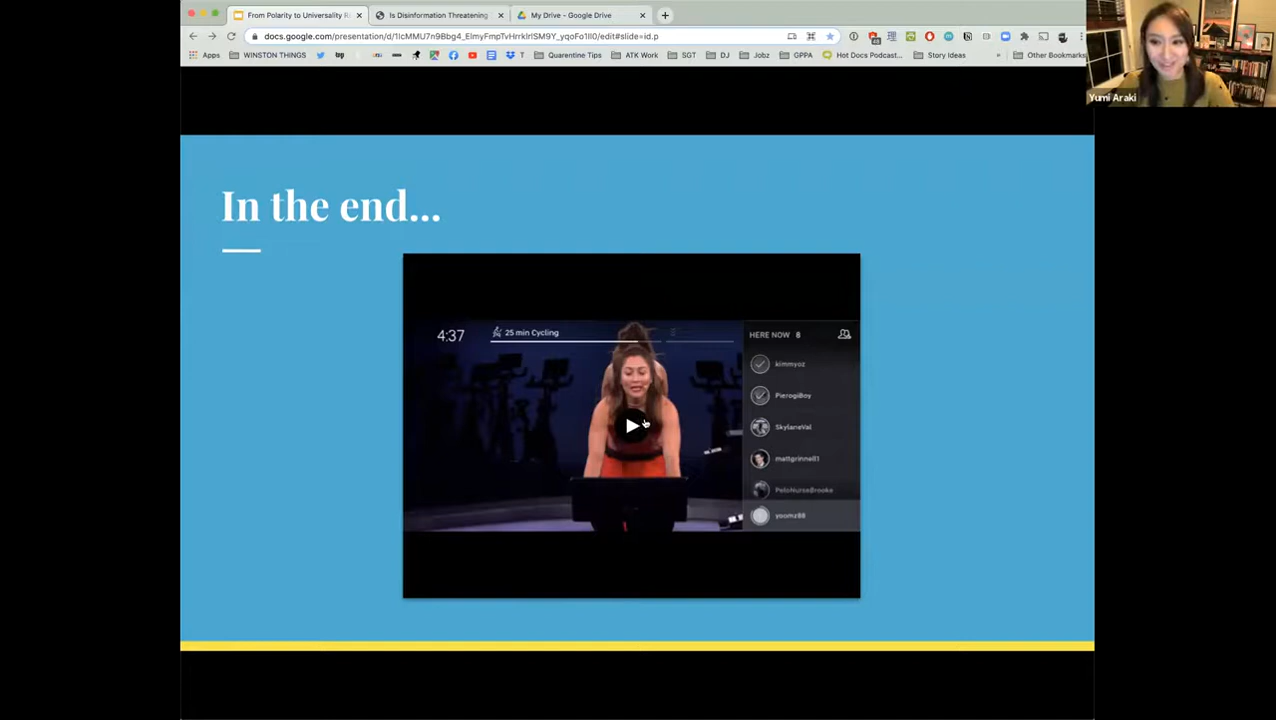 From Polarity to Universality R
Is Disinformation Threatening
My Drive - Google Drive
docs.google.com/presentation/d/
/edit#slide=id.p
Apps
WINSTON THINGS
T
Quarentine Tips
ATK Work
SGT
DJ
Jobz
GPPA
Hot Docs Podcast...
Story Ideas
Other Bookmarks
Yumi Araki
In the end...
4:37
25 min Cycling
HERE NOW 8
kimmyoz
PierogiBoy
SkylaneVal
mattgrinnell1
PeloNurseBrooke
yoomz88